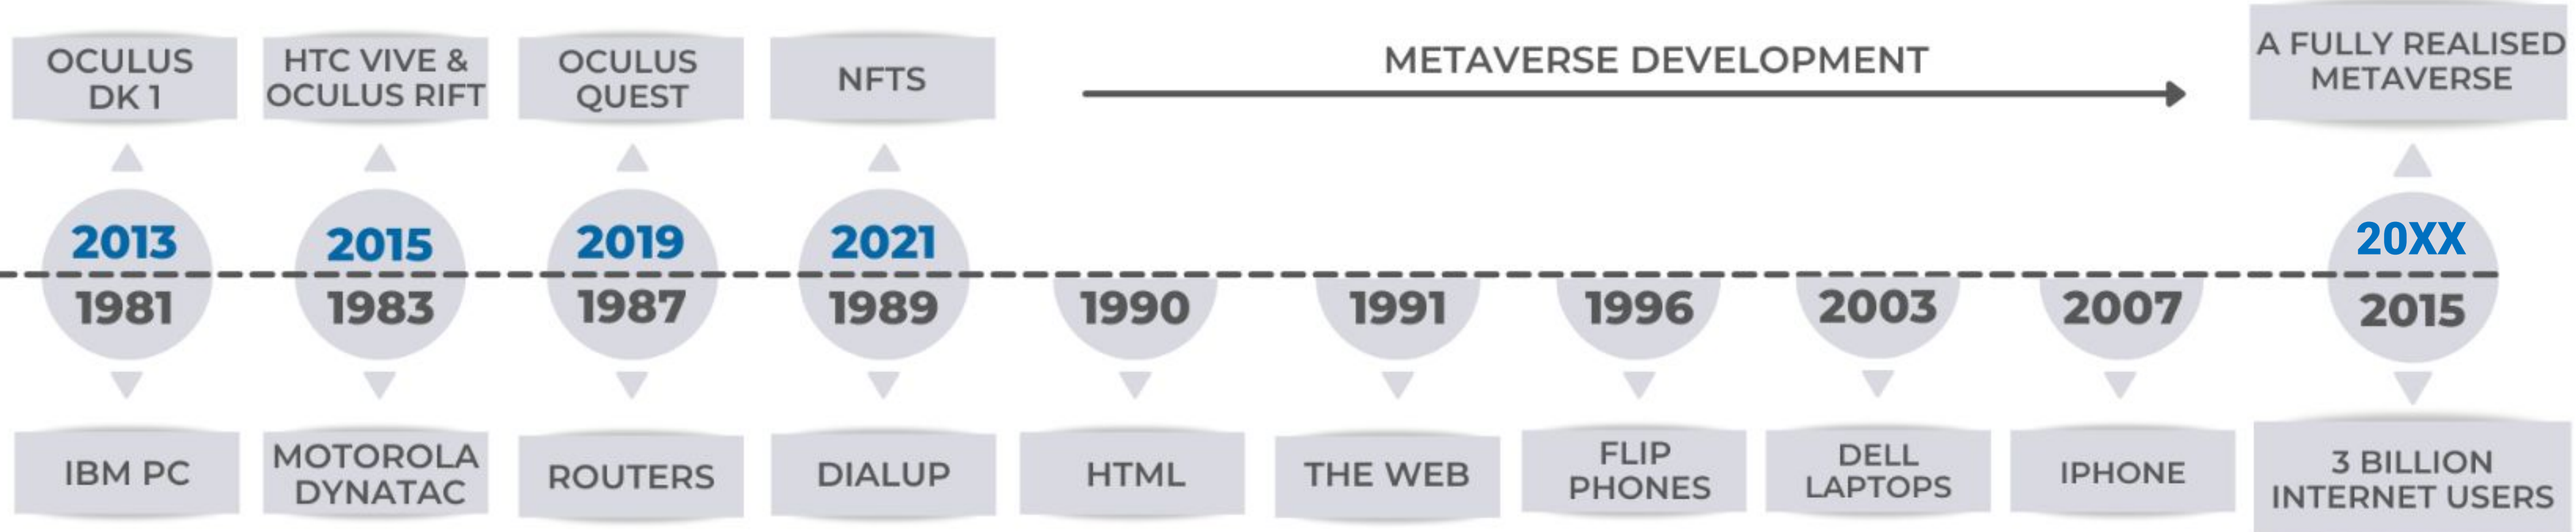 OCULUS
DK 1
HTC VIVE &
OCULUS RIFT
OCULUS
QUEST
NFTS
METAVERSE DEVELOPMENT
A FULLY REALISED
METAVERSE
2013
2015
2019
2021
20XX
1981
1983
1987
1989
1990
1991
1996
2003
2007
2015
IBM PC
MOTOROLA
DYNATAC
ROUTERS
DIALUP
HTML
THE WEB
FLIP
PHONES
DELL
LAPTOPS
IPHONE
3 BILLION
INTERNET USERS